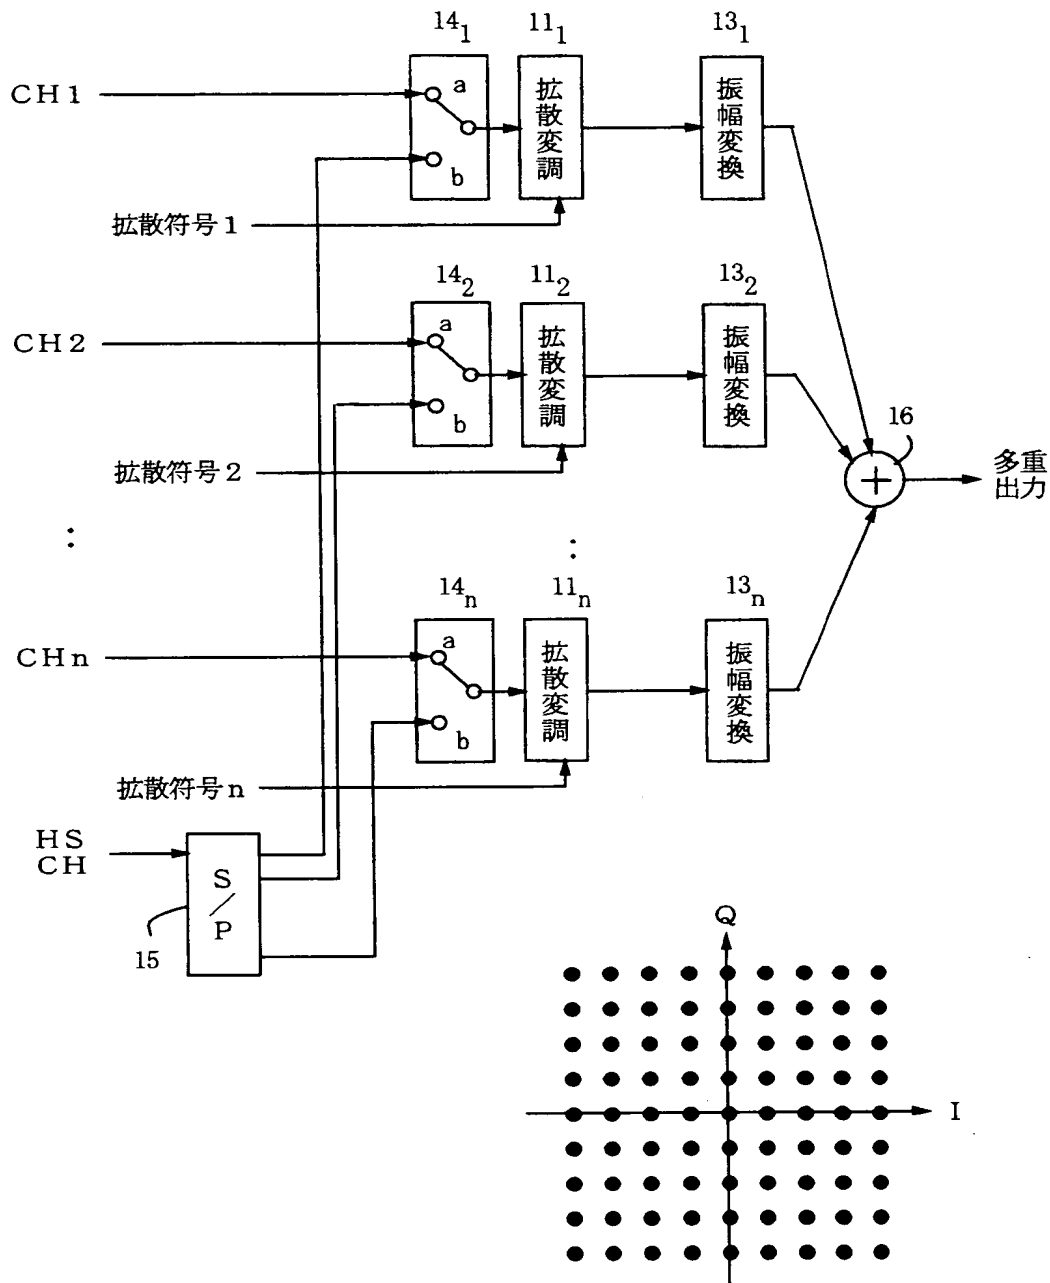 14₁ 11₁ 13₁
CH1
a
b
拡散変調
振幅変換
拡散符号1
14₂ 11₂ 13₂
CH2
a
b
拡散変調
振幅変換
16
多重
出力
拡散符号2
14ₙ 11ₙ 13ₙ
CHn
a
b
拡散変調
振幅変換
拡散符号n
HS
CH
S/P
15
Q
I